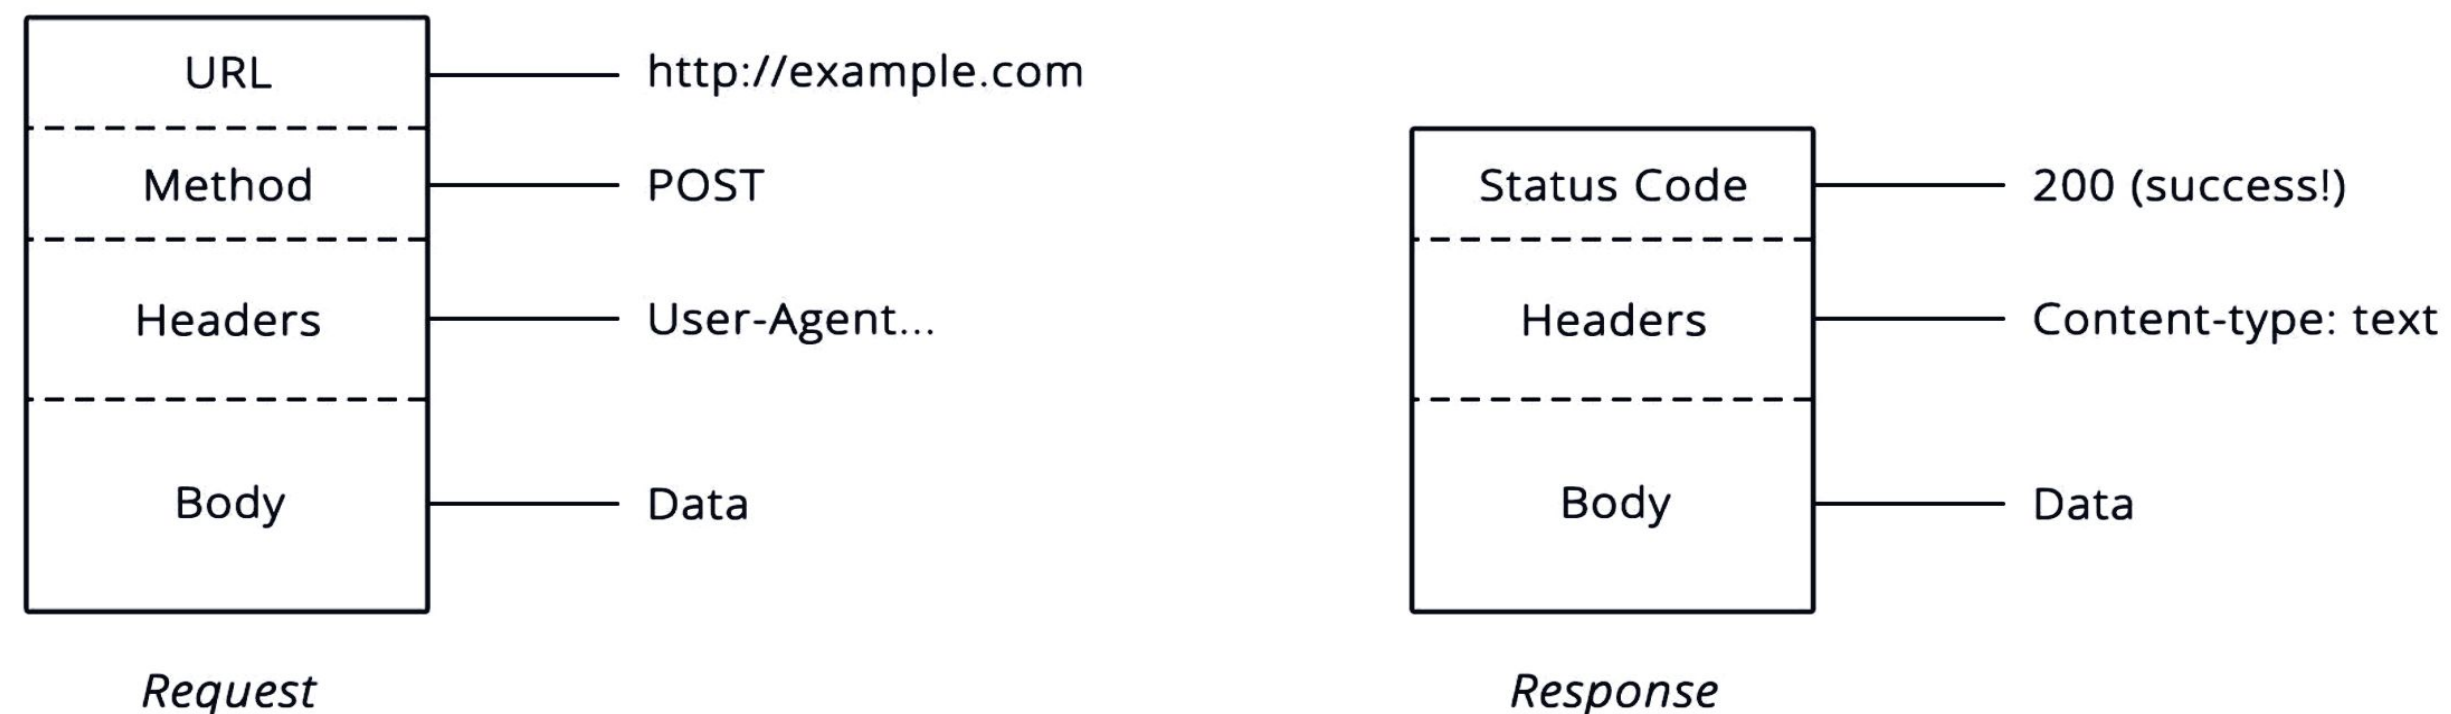 URL
http://example.com
Method
POST
Headers
User-Agent...
Body
Data
Request
Status Code
200 (success!)
Headers
Content-type: text
Body
Data
Response